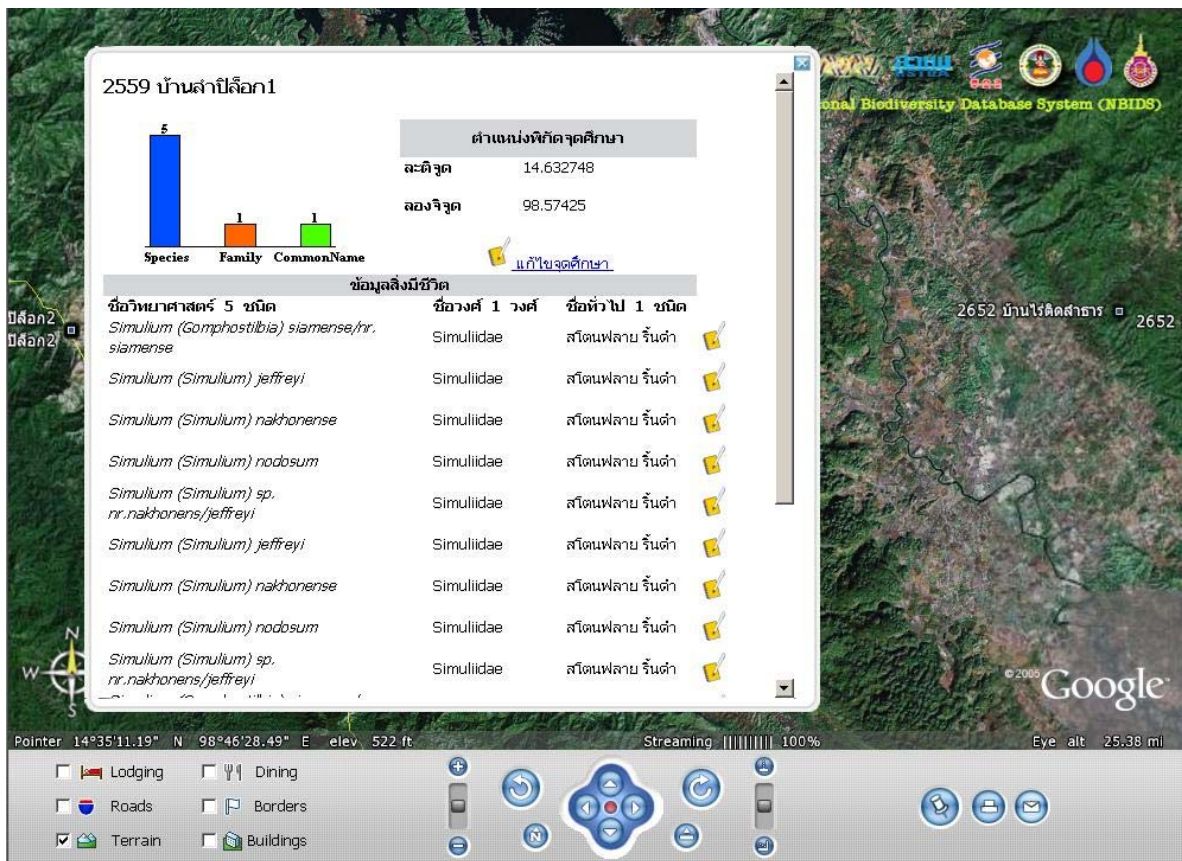 2559 บ้านลำปิล็อก1
onal Biodiversity Database System (NBIDS)
5
1
1
Species Family CommonName
ตำแหน่งพิกัดจุดศึกษา
ละติจูด 14.632748
ลองจิจูด 98.57425
แก้ไขจุดศึกษา
ข้อมูลสิ่งมีชีวิต
ชื่อวิทยาศาสตร์ 5 ชนิด ชื่อวงศ์ 1 วงศ์ ชื่อทั่วไป 1 ชนิด
Simulium (Gomphostilbia) siamense/nr.
siamense Simuliidae สโตนฟลาย ริ้นดำ
Simulium (Simulium) jeffreyi Simuliidae สโตนฟลาย ริ้นดำ
Simulium (Simulium) nakhonense Simuliidae สโตนฟลาย ริ้นดำ
Simulium (Simulium) nodosum Simuliidae สโตนฟลาย ริ้นดำ
Simulium (Simulium) sp.
nr.nakhonens/jeffreyi Simuliidae สโตนฟลาย ริ้นดำ
Simulium (Simulium) jeffreyi Simuliidae สโตนฟลาย ริ้นดำ
Simulium (Simulium) nakhonense Simuliidae สโตนฟลาย ริ้นดำ
Simulium (Simulium) nodosum Simuliidae สโตนฟลาย ริ้นดำ
Simulium (Simulium) sp.
nr.nakhonens/jeffreyi Simuliidae สโตนฟลาย ริ้นดำ
ปิล็อก2
ปิล็อก2
2652 บ้านไร่ติดลำธาร 2652
N
W
S
©2005 Google
Pointer 14°35'11.19" N 98°46'28.49" E elev 522 ft Streaming 100% Eye alt 25.38 mi
Lodging Dining
Roads Borders
Terrain Buildings
N